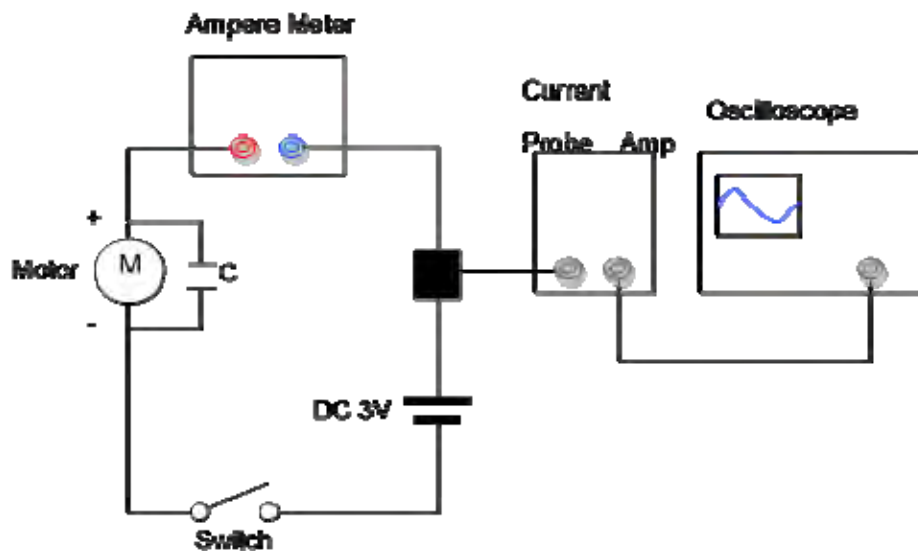 Ampere Meter
Current
Probe Amp
Oscilloscope
+
M
Motor
C
-
DC 3V
Switch